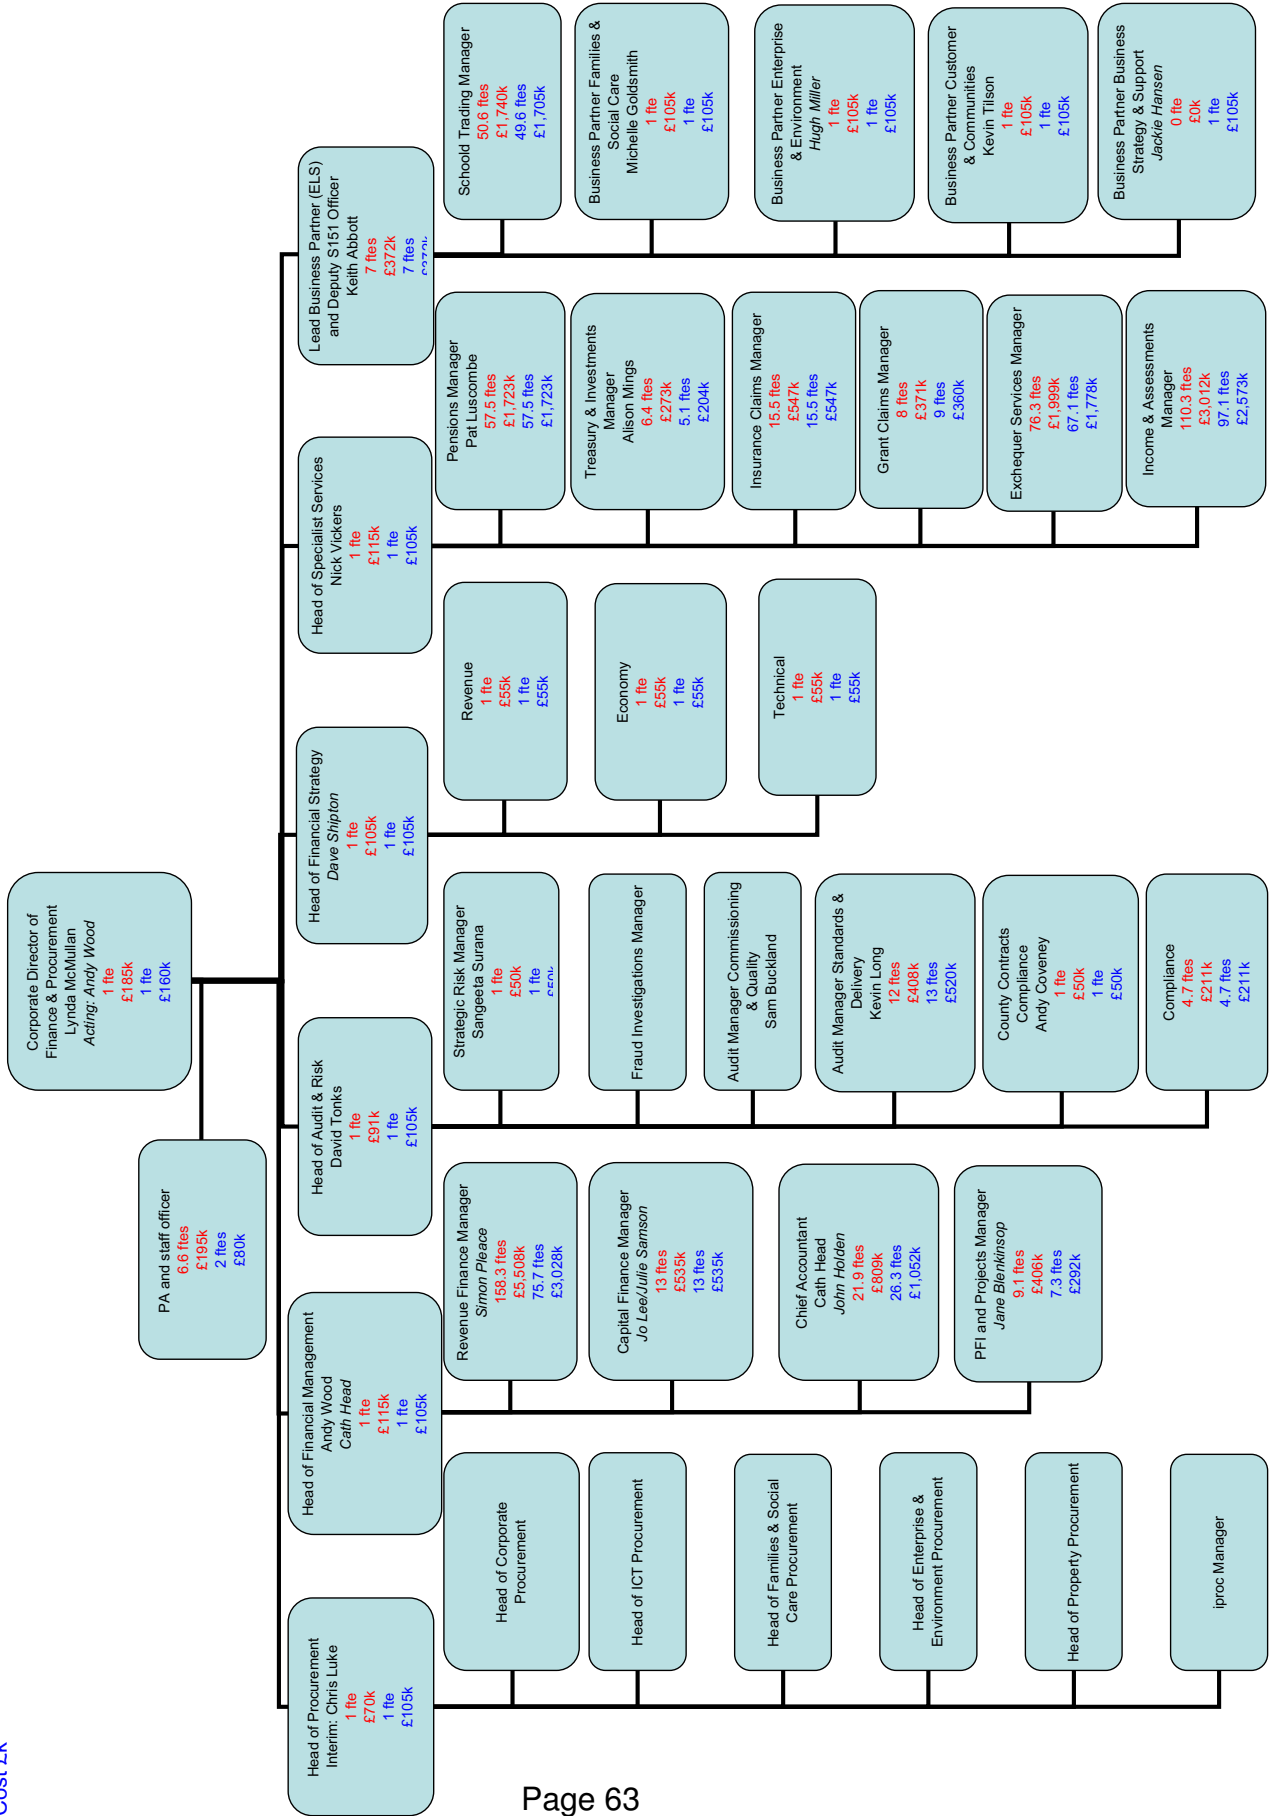 Cost £k
Corporate Director of
Finance & Procurement
Lynda McMullan
Acting: Andy Wood
1 fte
£185k
1 fte
£160k
PA and staff officer
6.6 ftes
£195k
2 ftes
£80k
Head of Procurement
Interim: Chris Luke
1 fte
£70k
1 fte
£105k
Head of Financial Management
Andy Wood
Cath Head
1 fte
£115k
1 fte
£105k
Head of Audit & Risk
David Tonks
1 fte
£91k
1 fte
£105k
Head of Financial Strategy
Dave Shipton
1 fte
£105k
1 fte
£105k
Head of Specialist Services
Nick Vickers
1 fte
£115k
1 fte
£105k
Lead Business Partner (ELS)
and Deputy S151 Officer
Keith Abbott
7 ftes
£372k
7 ftes
£372k
Head of Corporate
Procurement
Head of ICT Procurement
Head of Families & Social
Care Procurement
Head of Enterprise &
Environment Procurement
Head of Property Procurement
iproc Manager
Revenue Finance Manager
Simon Pleace
158.3 ftes
£5,508k
75.7 ftes
£3,028k
Capital Finance Manager
Jo Lee/Julie Samson
13 ftes
£535k
13 ftes
£535k
Chief Accountant
Cath Head
John Holden
21.9 ftes
£809k
26.3 ftes
£1,052k
PFI and Projects Manager
Jane Blenkinsop
9.1 ftes
£406k
7.3 ftes
£292k
Strategic Risk Manager
Sangeeta Surana
1 fte
£50k
1 fte
£50k
Fraud Investigations Manager
Audit Manager Commissioning
& Quality
Sam Buckland
Audit Manager Standards &
Delivery
Kevin Long
12 ftes
£408k
13 ftes
£520k
County Contracts
Compliance
Andy Coveney
1 fte
£50k
1 fte
£50k
Compliance
4.7 ftes
£211k
4.7 ftes
£211k
Revenue
1 fte
£55k
1 fte
£55k
Economy
1 fte
£55k
1 fte
£55k
Technical
1 fte
£55k
1 fte
£55k
Pensions Manager
Pat Luscombe
57.5 ftes
£1,723k
57.5 ftes
£1,723k
Treasury & Investments
Manager
Alison Mings
6.4 ftes
£273k
5.1 ftes
£204k
Insurance Claims Manager
15.5 ftes
£547k
15.5 ftes
£547k
Grant Claims Manager
8 ftes
£371k
9 ftes
£360k
Exchequer Services Manager
76.3 ftes
£1,999k
67.1 ftes
£1,778k
Income & Assessments
Manager
110.3 ftes
£3,012k
97.1 ftes
£2,573k
Schoold Trading Manager
50.6 ftes
£1,740k
49.6 ftes
£1,705k
Business Partner Families &
Social Care
Michelle Goldsmith
1 fte
£105k
1 fte
£105k
Business Partner Enterprise
& Environment
Hugh Miller
1 fte
£105k
1 fte
£105k
Business Partner Customer
& Communities
Kevin Tilson
1 fte
£105k
1 fte
£105k
Business Partner Business
Strategy & Support
Jackie Hansen
0 fte
£0k
1 fte
£105k
Page 63